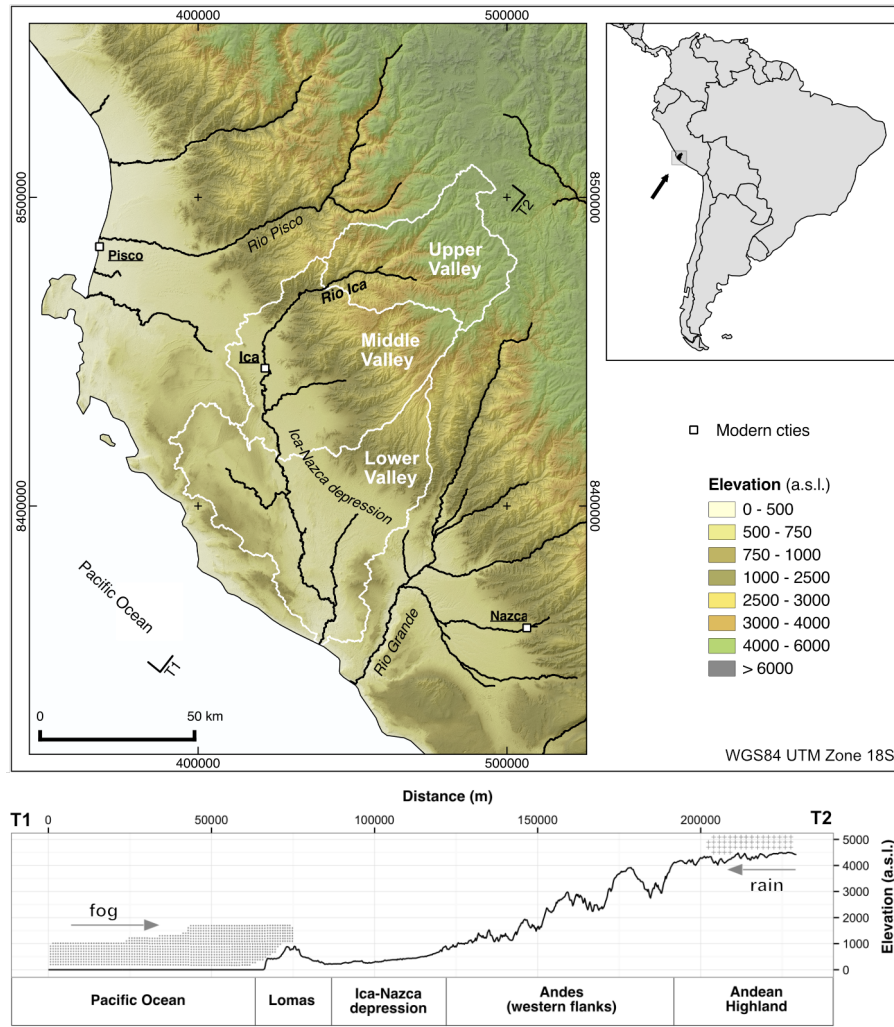 400000
500000
8500000
8500000
T2
Rio Pisco
Upper
Valley
Pisco
Rio Ica
Middle
Valley
Ica
Ica-Nazca depression
Lower
Valley
8400000
8400000
Pacific Ocean
Nazca
Rio Grande
T1
0
50 km
400000
500000
Modern cties
Elevation (a.s.l.)
0 - 500
500 - 750
750 - 1000
1000 - 2500
2500 - 3000
3000 - 4000
4000 - 6000
> 6000
WGS84 UTM Zone 18S
Distance (m)
T1
T2
0
50000
100000
150000
200000
5000
4000
3000
2000
1000
0
Elevation (a.s.l.)
fog
rain
Pacific Ocean
Lomas
Ica-Nazca
depression
Andes
(western flanks)
Andean
Highland